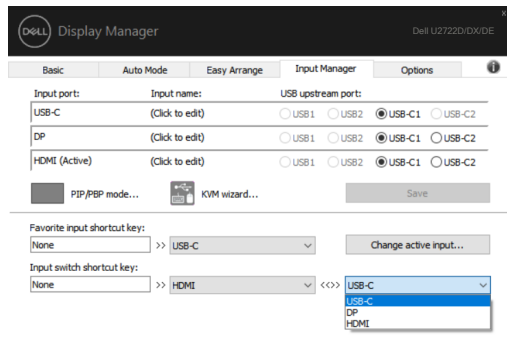 DELL Display Manager
Dell U2722D/DX/DE
x
Basic Auto Mode Easy Arrange Input Manager Options i
Input port: Input name: USB upstream port:
USB-C (Click to edit) USB1 USB2 USB-C1 USB-C2
DP (Click to edit) USB1 USB2 USB-C1 USB-C2
HDMI (Active) (Click to edit) USB1 USB2 USB-C1 USB-C2
PIP/PBP mode... KVM wizard... Save
Favorite input shortcut key:
None >> USB-C Change active input...
Input switch shortcut key:
None >> HDMI <<>> USB-C
USB-C
DP
HDMI